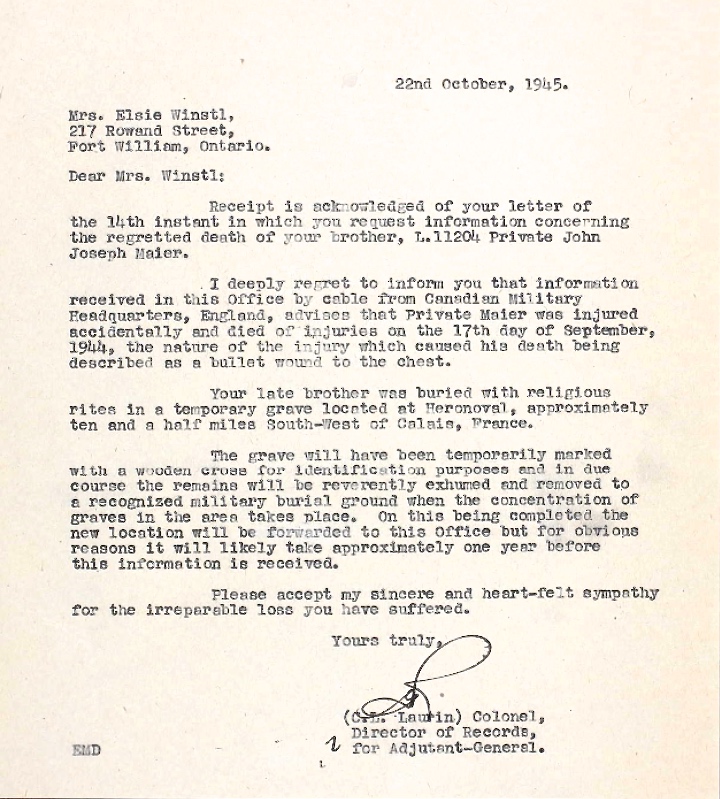 22nd October, 1945.
Mrs. Elsie Winstl,
217 Rowand Street,
Fort William, Ontario.
Dear Mrs. Winstl:
Receipt is acknowledged of your letter of
the 14th instant in which you request information concerning
the regretted death of your brother, L.11204 Private John
Joseph Maier.
I deeply regret to inform you that information
received in this Office by cable from Canadian Military
Headquarters, England, advises that Private Maier was injured
accidentally and died of injuries on the 17th day of September,
1944, the nature of the injury which caused his death being
described as a bullet wound to the chest.
Your late brother was buried with religious
rites in a temporary grave located at Heronoval, approximately
ten and a half miles South-West of Calais, France.
The grave will have been temporarily marked
with a wooden cross for identification purposes and in due
course the remains will be reverently exhumed and removed to
a recognized military burial ground when the concentration of
graves in the area takes place. On this being completed the
new location will be forwarded to this Office but for obvious
reasons it will likely take approximately one year before
this information is received.
Please accept my sincere and heart-felt sympathy
for the irreparable loss you have suffered.
Yours truly,
(C.L. Laurin) Colonel,
Director of Records,
for Adjutant-General.
EMD